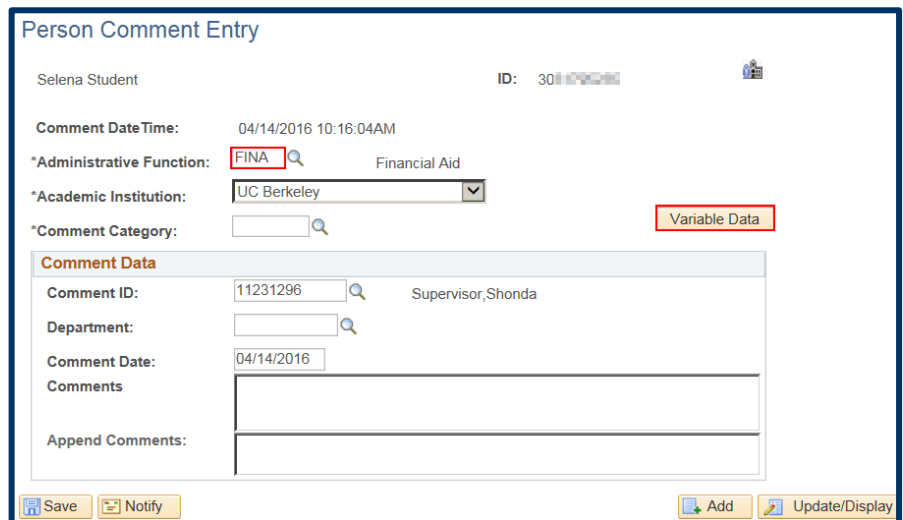 Person Comment Entry
Selena Student ID: 30
Comment DateTime: 04/14/2016 10:16:04AM
*Administrative Function: FINA Financial Aid
*Academic Institution: UC Berkeley
Variable Data
*Comment Category:
Comment Data
Comment ID: 11231296 Supervisor,Shonda
Department:
Comment Date: 04/14/2016
Comments
Append Comments:
Save Notify Add Update/Display